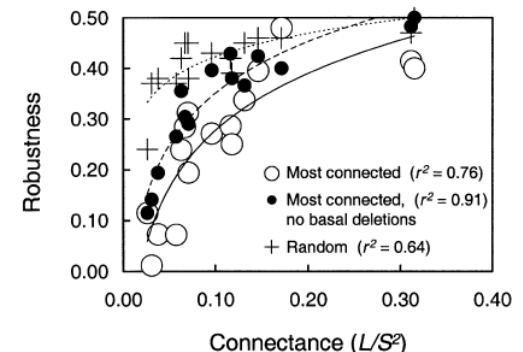 0.50
0.40
0.30
0.20
0.10
0.00
Robustness
Most connected (r² = 0.76)
Most connected, (r² = 0.91)
no basal deletions
Random (r² = 0.64)
0.00 0.10 0.20 0.30 0.40
Connectance (L/S²)